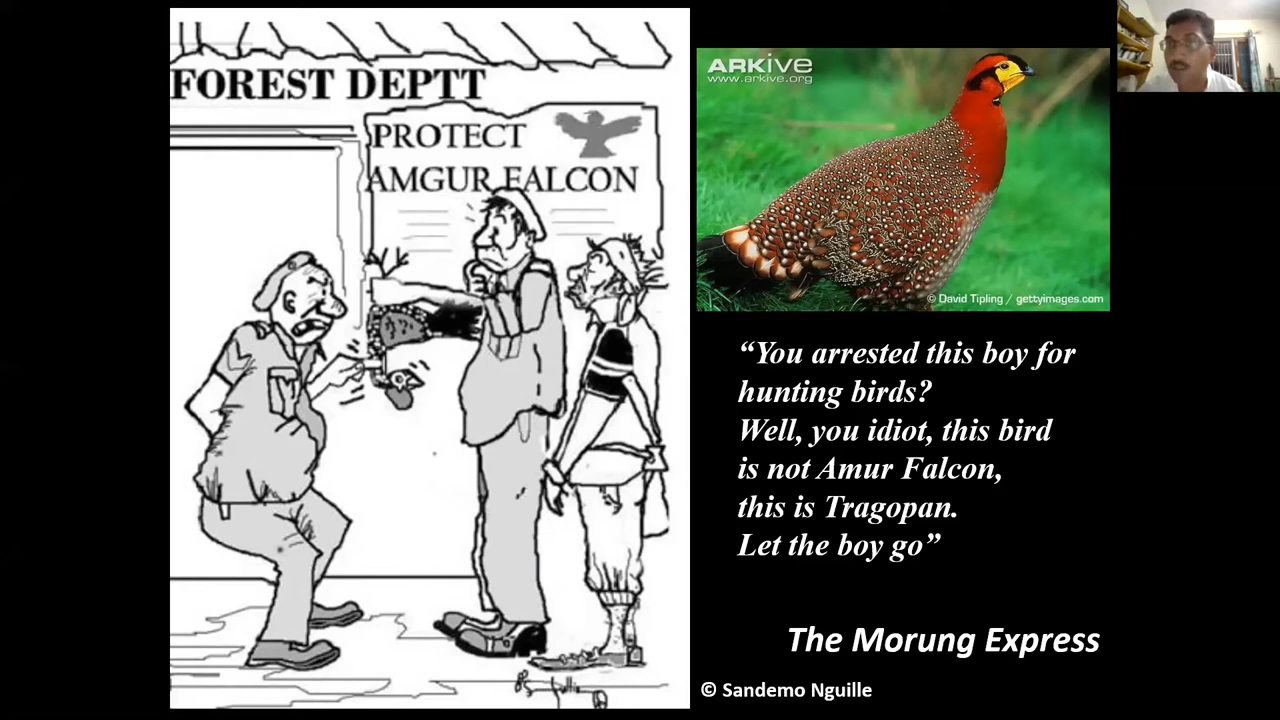 FOREST DEPTT
PROTECT
AMGUR FALCON
ARKIVE
www.arkive.org
© David Tipling / gettyimages.com
“You arrested this boy for
hunting birds?
Well, you idiot, this bird
is not Amur Falcon,
this is Tragopan.
Let the boy go”
The Morung Express
© Sandemo Nguille